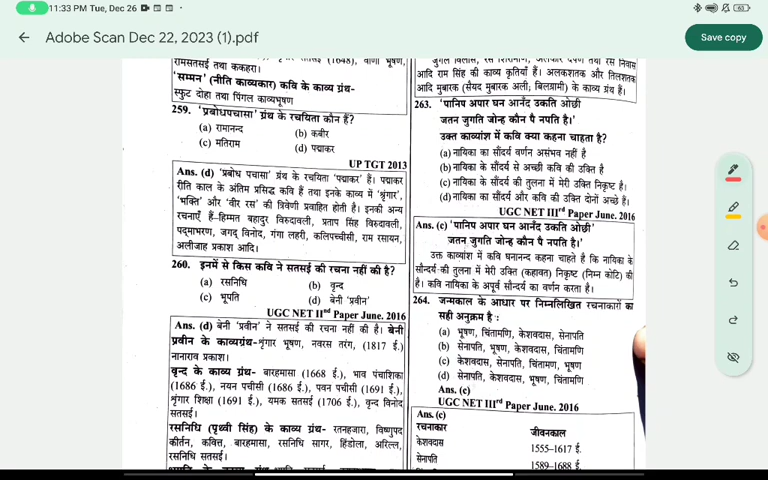 11:33 PM Tue, Dec 26
63
Adobe Scan Dec 22, 2023 (1).pdf
Save copy
रामसतसई तथा ककहरा।
'सम्मन' (नीति काव्यकार) कवि के काव्य ग्रंथ-
स्फुट दोहा तथा पिंगल काव्यभूषण
259. 'प्रबोधपचासा' ग्रंथ के रचयिता कौन हैं?
(a) रामानन्द (b) कबीर
(c) मतिराम (d) पद्माकर
UP TGT 2013
Ans. (d) 'प्रबोध पचासा' ग्रंथ के रचयिता 'पद्माकर' हैं। पद्माकर
रीति काल के अंतिम प्रसिद्ध कवि हैं तथा इनके काव्य में 'श्रृंगार',
'भक्ति' और 'वीर रस' की त्रिवेणी प्रवाहित होती है। इनकी अन्य
रचनाएँ हैं-हिम्मत बहादुर विरुदावली, प्रताप सिंह विरुदावली,
पद्माभरण, जगद् विनोद, गंगा लहरी, कलिपच्चीसी, राम रसायन,
अलीजाह प्रकाश आदि।
260. इनमें से किस कवि ने सतसई की रचना नहीं की है?
(a) रसनिधि (b) वृन्द
(c) भूपति (d) बेनी 'प्रवीन'
UGC NET IInd Paper June. 2016
Ans. (d) बेनी 'प्रवीन' ने सतसई की रचना नहीं की है। बेनी
प्रवीन के काव्यग्रंथ-श्रृंगार भूषण, नवरस तरंग, (1817 ई.)
नानाराव प्रकाश।
वृन्द के काव्य ग्रंथ- बारहमासा (1668 ई.), भाव पंचाशिका
(1686 ई.), नयन पचीसी (1686 ई.), पवन पचीसी (1691 ई.),
श्रृंगार शिक्षा (1691 ई.), यमक सतसई (1706 ई.), वृन्द विनोद
सतसई।
रसनिधि (पृथ्वी सिंह) के काव्य ग्रंथ- रतनहजारा, विष्णुपद
कीर्तन, कवित्त, बारहमासा, रसनिधि सागर, हिंडोला, अरिल्ल,
रसनिधि सतसई।
आदि राम सिंह की काव्य कृतियाँ हैं। अलकशतक और तिलशतक
आदि मुबारक (सैयद मुबारक अली; बिलग्रामी) के काव्य ग्रंथ हैं।
263. 'पानिप अपार घन आनँद उकति ओछी
जतन जुगति जोन्ह कौन पै नपति है।'
उक्त काव्यांश में कवि क्या कहना चाहता है?
(a) नायिका का सौंदर्य वर्णन असंभव नहीं है
(b) नायिका के सौंदर्य से अच्छी कवि की उक्ति है
(c) नायिका के सौंदर्य की तुलना में मेरी उक्ति निकृष्ट है।
(d) नायिका का सौंदर्य और कवि की उक्ति दोनों अच्छे हैं।
UGC NET IIIrd Paper June. 2016
Ans. (c) 'पानिप अपार घन आनँद उकति ओछी'
जतन जुगति जोन्ह कौन पै नपति है।'
उक्त काव्यांश में कवि घनानन्द कहना चाहते है कि नायिका के
सौन्दर्य की तुलना में मेरी उक्ति (कहावत) निकृष्ट (निम्न कोटि) की
है। कवि नायिका के अपूर्व सौन्दर्य का वर्णन करता है।
264. जन्मकाल के आधार पर निम्नलिखित रचनाकारों का
सही अनुक्रम है :
(a) भूषण, चिंतामणि, केशवदास, सेनापति
(b) सेनापति, भूषण, केशवदास, चिंतामणि
(c) केशवदास, सेनापति, चिंतामणि, भूषण
(d) सेनापति, केशवदास, भूषण, चिंतामणि
Ans. (c)
UGC NET IIIrd Paper June. 2016
Ans. (c)
रचनाकार जीवनकाल
केशवदास 1555–1617 ई.
सेनापति 1589–1688 ई.